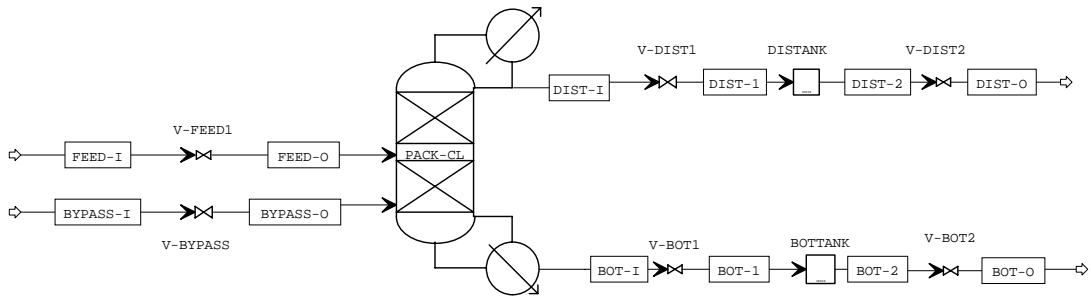 V-DIST1
DISTANK
V-DIST2
DIST-I
DIST-1
DIST-2
DIST-O
V-FEED1
FEED-I
FEED-O
PACK-CL
BYPASS-I
BYPASS-O
V-BYPASS
V-BOT1
BOTTANK
V-BOT2
BOT-I
BOT-1
BOT-2
BOT-O